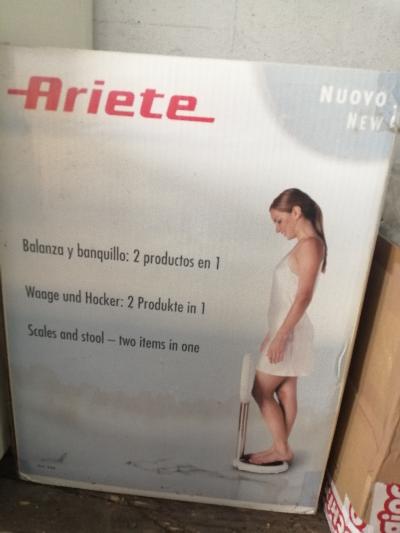 Ariete
NUOVO
NEW
Balanza y banquillo: 2 productos en 1
Waage und Hocker: 2 Produkte in 1
Scales and stool – two items in one